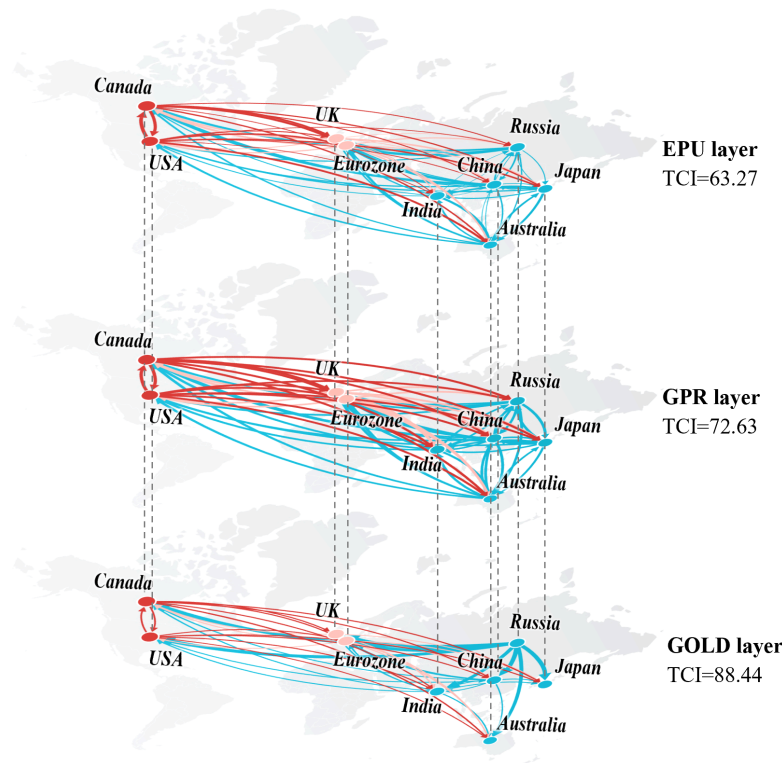 Canada
UK
Russia
EPU layer
USA
Eurozone
China
Japan
TCI=63.27
India
Australia
Canada
UK
Russia
GPR layer
USA
Eurozone
China
Japan
TCI=72.63
India
Australia
Canada
UK
Russia
GOLD layer
USA
Eurozone
China
Japan
TCI=88.44
India
Australia